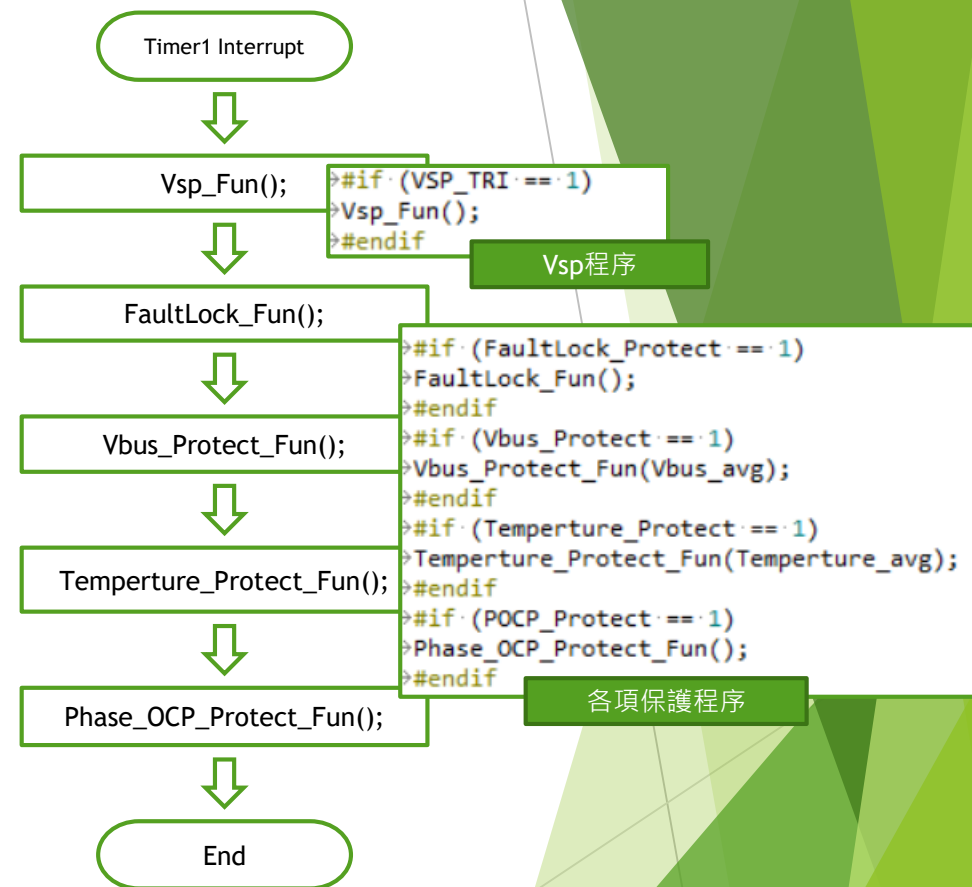 Timer1 Interrupt
Vsp_Fun();
#if (VSP_TRI == 1)
Vsp_Fun();
#endif
Vsp程序
FaultLock_Fun();
#if (FaultLock_Protect == 1)
FaultLock_Fun();
#endif
#if (Vbus_Protect == 1)
Vbus_Protect_Fun(Vbus_avg);
#endif
#if (Temperture_Protect == 1)
Temperture_Protect_Fun(Temperture_avg);
#endif
#if (POCP_Protect == 1)
Phase_OCP_Protect_Fun();
#endif
各項保護程序
Vbus_Protect_Fun();
Temperture_Protect_Fun();
Phase_OCP_Protect_Fun();
End